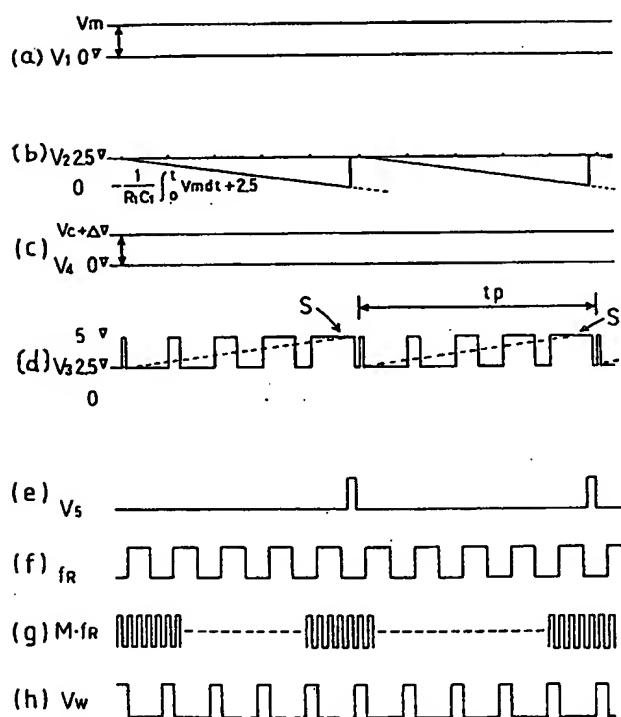 Vm
(a) V1 0V
(b) V2 2.5V
0 -1/(R1C1) ∫0t Vmdt + 2.5
Vc+ΔV
(c)
V4 0V
S tp S
5 V
(d) V3 2.5V
0
(e) V5
(f) fR
(g) M·fR
(h) Vw